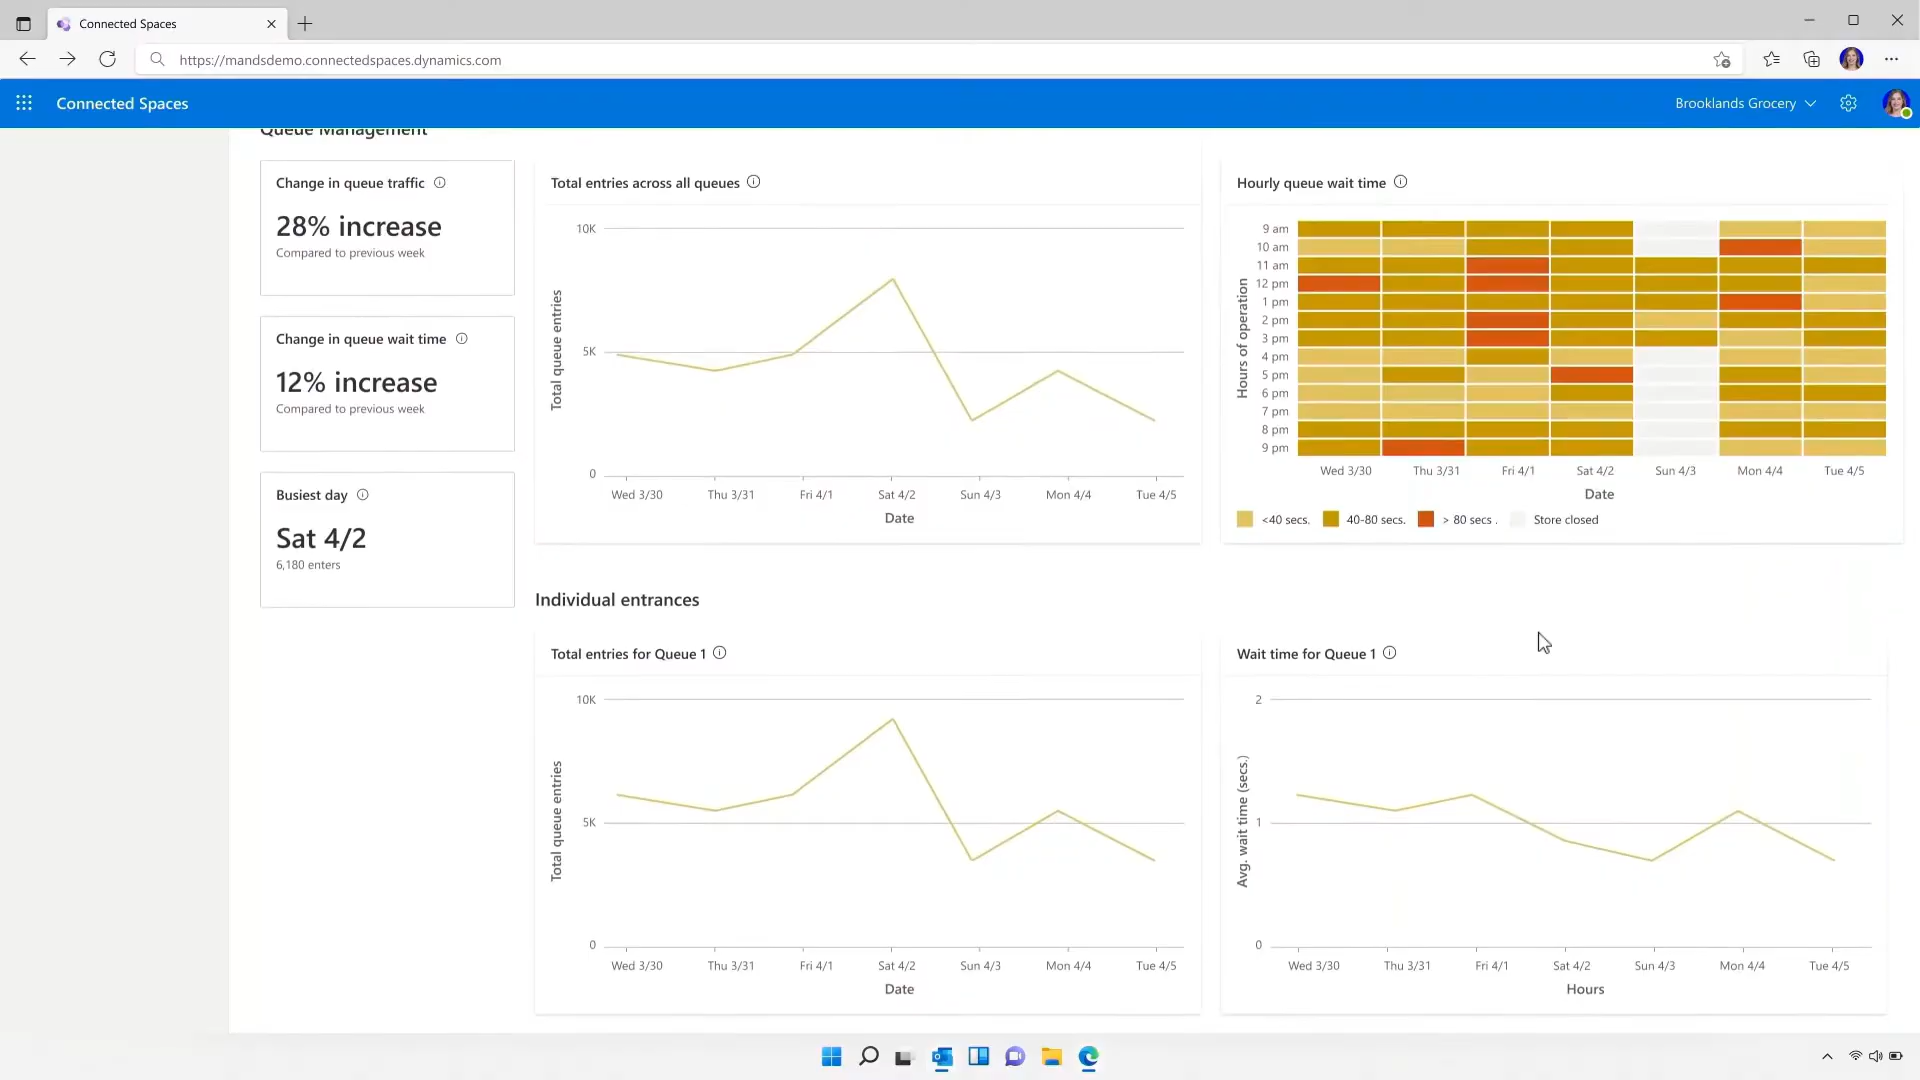 Connected Spaces
https://mandsdemo.connectedspaces.dynamics.com
Connected Spaces
Brooklands Grocery
Queue Management
Change in queue traffic
28% increase
Compared to previous week
Change in queue wait time
12% increase
Compared to previous week
Busiest day
Sat 4/2
6,180 enters
Total entries across all queues
Total queue entries
10K
5K
0
Wed 3/30 Thu 3/31 Fri 4/1 Sat 4/2 Sun 4/3 Mon 4/4 Tue 4/5
Date
Hourly queue wait time
Hours of operation
9 am
10 am
11 am
12 pm
1 pm
2 pm
3 pm
4 pm
5 pm
6 pm
7 pm
8 pm
9 pm
Wed 3/30 Thu 3/31 Fri 4/1 Sat 4/2 Sun 4/3 Mon 4/4 Tue 4/5
Date
<40 secs. 40-80 secs. > 80 secs . Store closed
Individual entrances
Total entries for Queue 1
Total queue entries
10K
5K
0
Wed 3/30 Thu 3/31 Fri 4/1 Sat 4/2 Sun 4/3 Mon 4/4 Tue 4/5
Date
Wait time for Queue 1
Avg. wait time (secs.)
2
1
0
Wed 3/30 Thu 3/31 Fri 4/1 Sat 4/2 Sun 4/3 Mon 4/4 Tue 4/5
Hours